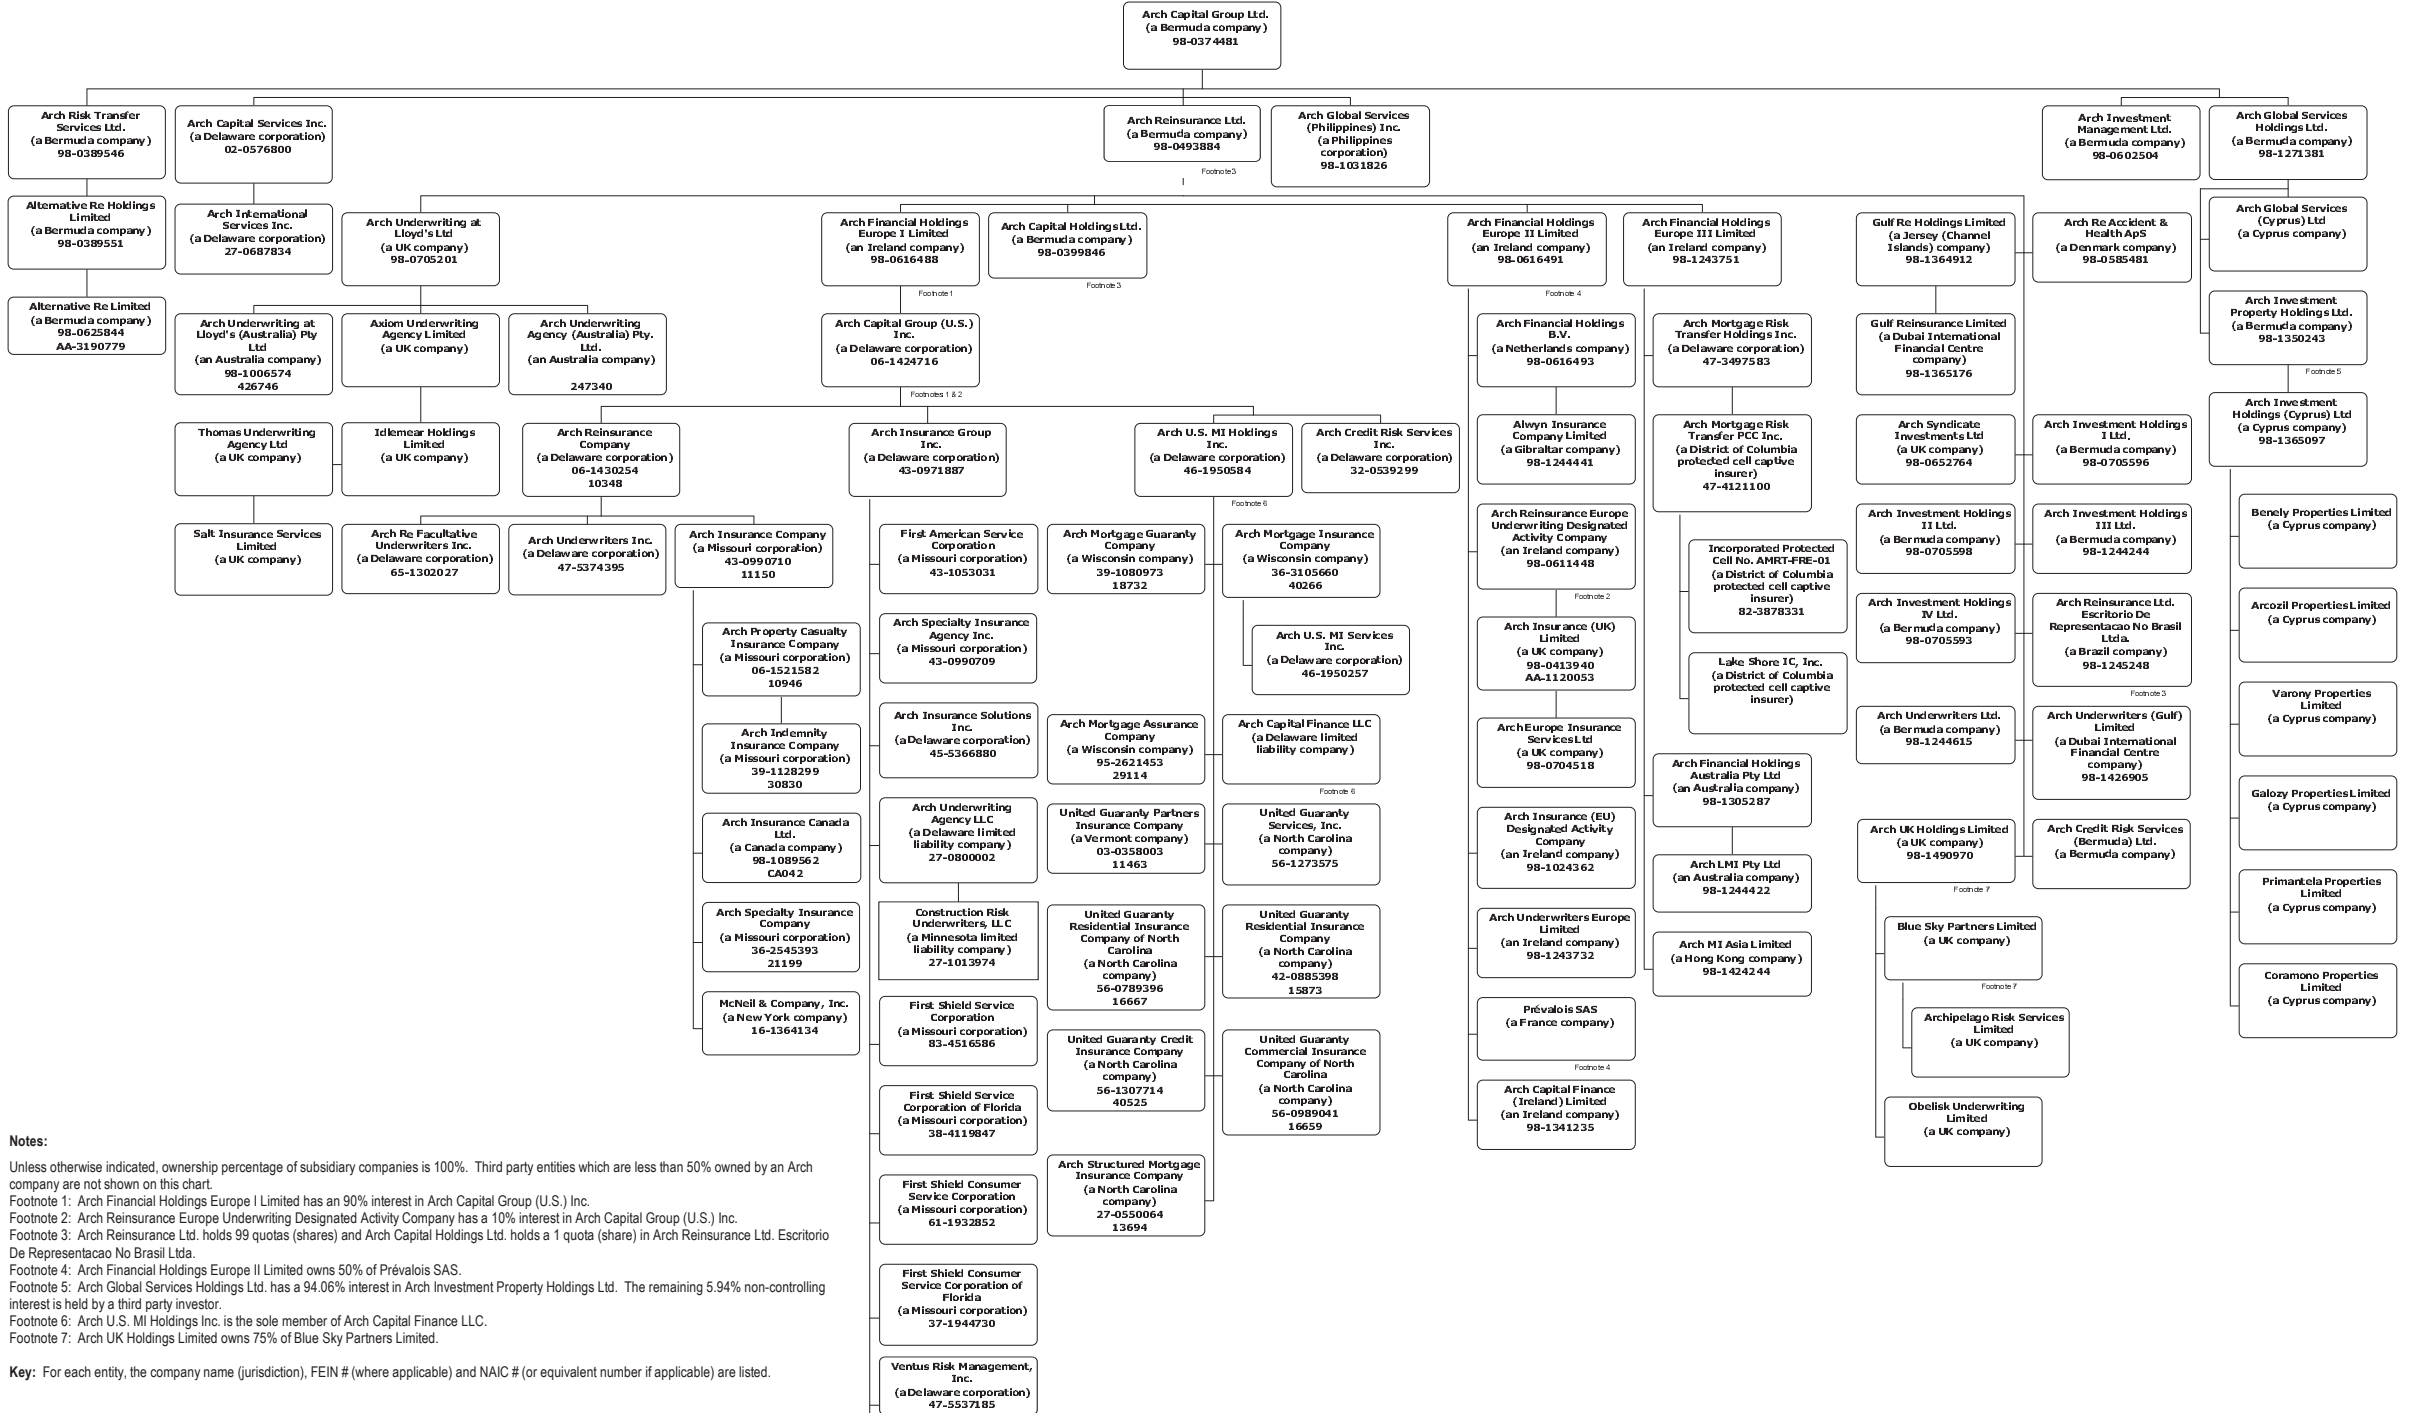 Arch Capital Group Ltd.
(a Bermuda company)
98-0374481
Arch Risk Transfer
Services Ltd.
(a Bermuda company)
98-0389546
Arch Capital Services Inc.
(a Delaware corporation)
02-0576800
Arch Reinsurance Ltd.
(a Bermuda company)
98-0493884
Footnote 3
Arch Global Services
(Philippines) Inc.
(a Philippines
corporation)
98-1031826
Arch Investment
Management Ltd.
(a Bermuda company)
98-0602504
Arch Global Services
Holdings Ltd.
(a Bermuda company)
98-1271381
Alternative Re Holdings
Limited
(a Bermuda company)
98-0389551
Arch International
Services Inc.
(a Delaware corporation)
27-0687834
Arch Underwriting at
Lloyd's Ltd
(a UK company)
98-0705201
Arch Financial Holdings
Europe I Limited
(an Ireland company)
98-0616488
Footnote 1
Arch Capital Holdings Ltd.
(a Bermuda company)
98-0399846
Footnote 3
Arch Financial Holdings
Europe II Limited
(an Ireland company)
98-0616491
Footnote 4
Arch Financial Holdings
Europe III Limited
(an Ireland company)
98-1243751
Gulf Re Holdings Limited
(a Jersey (Channel
Islands) company)
98-1364912
Arch Re Accident &
Health ApS
(a Denmark company)
98-0585481
Arch Global Services
(Cyprus) Ltd
(a Cyprus company)
Alternative Re Limited
(a Bermuda company)
98-0625844
AA-3190779
Arch Underwriting at
Lloyd's (Australia) Pty
Ltd
(an Australia company)
98-1006574
426746
Axiom Underwriting
Agency Limited
(a UK company)
Arch Underwriting
Agency (Australia) Pty.
Ltd.
(an Australia company)
247340
Arch Capital Group (U.S.)
Inc.
(a Delaware corporation)
06-1424716
Footnotes 1 & 2
Arch Financial Holdings
B.V.
(a Netherlands company)
98-0616493
Arch Mortgage Risk
Transfer Holdings Inc.
(a Delaware corporation)
47-3497583
Gulf Reinsurance Limited
(a Dubai International
Financial Centre
company)
98-1365176
Arch Investment
Property Holdings Ltd.
(a Bermuda company)
98-1350243
Footnote 5
Thomas Underwriting
Agency Ltd
(a UK company)
Idlemear Holdings
Limited
(a UK company)
Arch Reinsurance
Company
(a Delaware corporation)
06-1430254
10348
Arch Insurance Group
Inc.
(a Delaware corporation)
43-0971887
Arch U.S. MI Holdings
Inc.
(a Delaware corporation)
46-1950584
Footnote 6
Arch Credit Risk Services
Inc.
(a Delaware corporation)
32-0539299
Alwyn Insurance
Company Limited
(a Gibraltar company)
98-1244441
Arch Mortgage Risk
Transfer PCC Inc.
(a District of Columbia
protected cell captive
insurer)
47-4121100
Arch Syndicate
Investments Ltd
(a UK company)
98-0652764
Arch Investment Holdings
I Ltd.
(a Bermuda company)
98-0705596
Arch Investment
Holdings (Cyprus) Ltd
(a Cyprus company)
98-1365097
Salt Insurance Services
Limited
(a UK company)
Arch Re Facultative
Underwriters Inc.
(a Delaware corporation)
65-1302027
Arch Underwriters Inc.
(a Delaware corporation)
47-5374395
Arch Insurance Company
(a Missouri corporation)
43-0990710
11150
First American Service
Corporation
(a Missouri corporation)
43-1053031
Arch Mortgage Guaranty
Company
(a Wisconsin company)
39-1080973
18732
Arch Mortgage Insurance
Company
(a Wisconsin company)
36-3105660
40266
Arch Reinsurance Europe
Underwriting Designated
Activity Company
(an Ireland company)
98-0611448
Footnote 2
Incorporated Protected
Cell No. AMRT-FRE-01
(a District of Columbia
protected cell captive
insurer)
82-3878331
Arch Investment Holdings
II Ltd.
(a Bermuda company)
98-0705598
Arch Investment Holdings
III Ltd.
(a Bermuda company)
98-1244244
Benely Properties Limited
(a Cyprus company)
Arch Property Casualty
Insurance Company
(a Missouri corporation)
06-1521582
10946
Arch Specialty Insurance
Agency Inc.
(a Missouri corporation)
43-0990709
Arch U.S. MI Services
Inc.
(a Delaware corporation)
46-1950257
Arch Insurance (UK)
Limited
(a UK company)
98-0413940
AA-1120053
Lake Shore IC, Inc.
(a District of Columbia
protected cell captive
insurer)
Arch Investment Holdings
IV Ltd.
(a Bermuda company)
98-0705593
Arch Reinsurance Ltd.
Escritorio De
Representacao No Brasil
Ltda.
(a Brazil company)
98-1245248
Footnote 3
Arcozil Properties Limited
(a Cyprus company)
Arch Indemnity
Insurance Company
(a Missouri corporation)
39-1128299
30830
Arch Insurance Solutions
Inc.
(a Delaware corporation)
45-5366880
Arch Mortgage Assurance
Company
(a Wisconsin company)
95-2621453
29114
Arch Capital Finance LLC
(a Delaware limited
liability company)
Footnote 6
Arch Europe Insurance
Services Ltd
(a UK company)
98-0704518
Arch Financial Holdings
Australia Pty Ltd
(an Australia company)
98-1305287
Arch Underwriters Ltd.
(a Bermuda company)
98-1244615
Arch Underwriters (Gulf)
Limited
(a Dubai International
Financial Centre
company)
98-1426905
Varony Properties
Limited
(a Cyprus company)
Arch Insurance Canada
Ltd.
(a Canada company)
98-1089562
CA042
Arch Underwriting
Agency LLC
(a Delaware limited
liability company)
27-0800002
United Guaranty Partners
Insurance Company
(a Vermont company)
03-0358003
11463
United Guaranty
Services, Inc.
(a North Carolina
company)
56-1273575
Arch Insurance (EU)
Designated Activity
Company
(an Ireland company)
98-1024362
Arch LMI Pty Ltd
(an Australia company)
98-1244422
Arch UK Holdings Limited
(a UK company)
98-1490970
Footnote 7
Arch Credit Risk Services
(Bermuda) Ltd.
(a Bermuda company)
Galozy Properties Limited
(a Cyprus company)
Arch Specialty Insurance
Company
(a Missouri corporation)
36-2545393
21199
Construction Risk
Underwriters, LLC
(a Minnesota limited
liability company)
27-1013974
United Guaranty
Residential Insurance
Company of North
Carolina
(a North Carolina
company)
56-0789396
16667
United Guaranty
Residential Insurance
Company
(a North Carolina
company)
42-0885398
15873
Arch Underwriters Europe
Limited
(an Ireland company)
98-1243732
Arch MI Asia Limited
(a Hong Kong company)
98-1424244
Blue Sky Partners Limited
(a UK company)
Footnote 7
Primantela Properties
Limited
(a Cyprus company)
McNeil & Company, Inc.
(a New York company)
16-1364134
First Shield Service
Corporation
(a Missouri corporation)
83-4516586
United Guaranty Credit
Insurance Company
(a North Carolina
company)
56-1307714
40525
United Guaranty
Commercial Insurance
Company of North
Carolina
(a North Carolina
company)
56-0989041
16659
Prévalois SAS
(a France company)
Footnote 4
Archipelago Risk Services
Limited
(a UK company)
Coramono Properties
Limited
(a Cyprus company)
First Shield Service
Corporation of Florida
(a Missouri corporation)
38-4119847
Arch Capital Finance
(Ireland) Limited
(an Ireland company)
98-1341235
Obelisk Underwriting
Limited
(a UK company)
First Shield Consumer
Service Corporation
(a Missouri corporation)
61-1932852
Arch Structured Mortgage
Insurance Company
(a North Carolina
company)
27-0550064
13694
First Shield Consumer
Service Corporation of
Florida
(a Missouri corporation)
37-1944730
Ventus Risk Management,
Inc.
(a Delaware corporation)
47-5537185
Notes:
Unless otherwise indicated, ownership percentage of subsidiary companies is 100%. Third party entities which are less than 50% owned by an Arch
company are not shown on this chart.
Footnote 1: Arch Financial Holdings Europe I Limited has an 90% interest in Arch Capital Group (U.S.) Inc.
Footnote 2: Arch Reinsurance Europe Underwriting Designated Activity Company has a 10% interest in Arch Capital Group (U.S.) Inc.
Footnote 3: Arch Reinsurance Ltd. holds 99 quotas (shares) and Arch Capital Holdings Ltd. holds a 1 quota (share) in Arch Reinsurance Ltd. Escritorio
De Representacao No Brasil Ltda.
Footnote 4: Arch Financial Holdings Europe II Limited owns 50% of Prévalois SAS.
Footnote 5: Arch Global Services Holdings Ltd. has a 94.06% interest in Arch Investment Property Holdings Ltd. The remaining 5.94% non-controlling
interest is held by a third party investor.
Footnote 6: Arch U.S. MI Holdings Inc. is the sole member of Arch Capital Finance LLC.
Footnote 7: Arch UK Holdings Limited owns 75% of Blue Sky Partners Limited.
Key: For each entity, the company name (jurisdiction), FEIN # (where applicable) and NAIC # (or equivalent number if applicable) are listed.